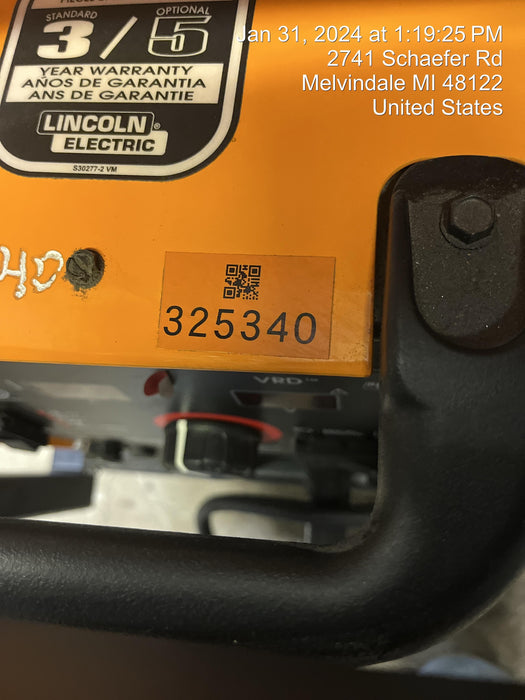 STANDARD
OPTIONAL
3/5
YEAR WARRANTY
AÑOS DE GARANTIA
ANS DE GARANTIE
LINCOLN®
ELECTRIC
S30277-2 VM
Jan 31, 2024 at 1:19:25 PM
2741 Schaefer Rd
Melvindale MI 48122
United States
325340
VRD™